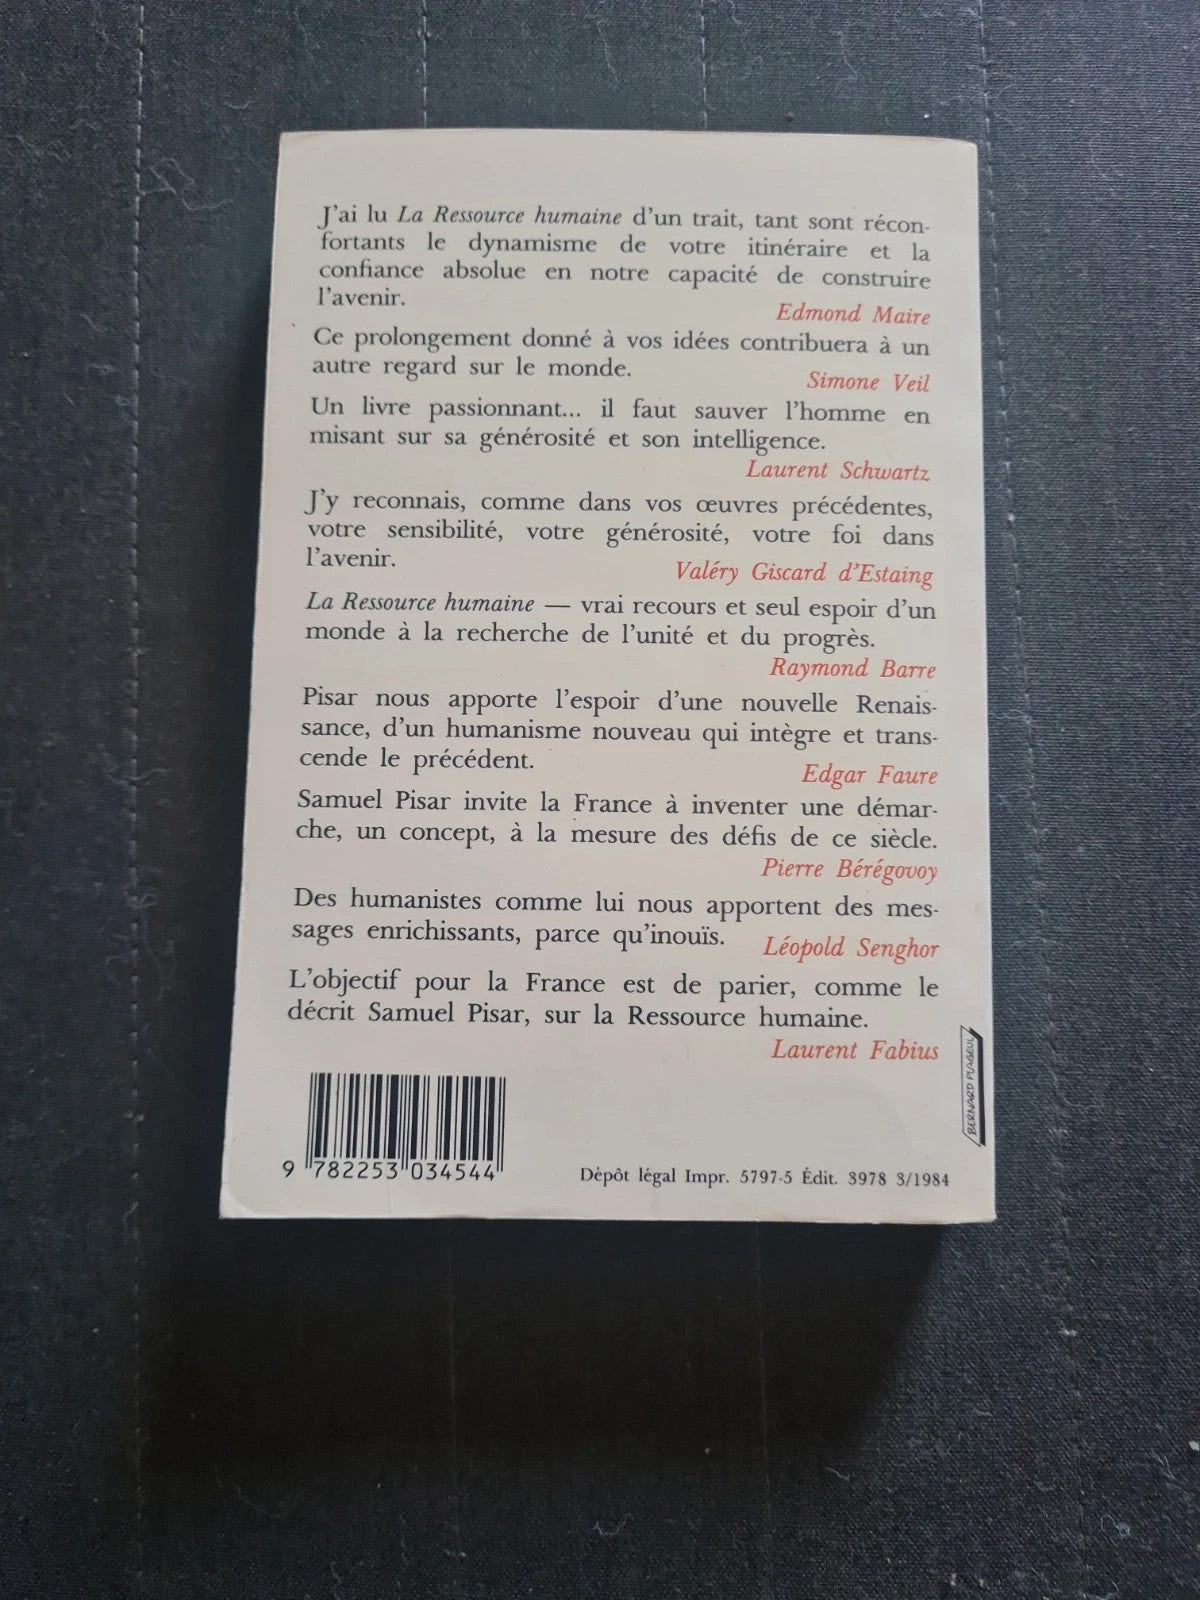 J'ai lu La Ressource humaine d'un trait, tant sont récon-
fortants le dynamisme de votre itinéraire et la
confiance absolue en notre capacité de construire
l'avenir.
Edmond Maire
Ce prolongement donné à vos idées contribuera à un
autre regard sur le monde.
Simone Veil
Un livre passionnant... il faut sauver l'homme en
misant sur sa générosité et son intelligence.
Laurent Schwartz
J'y reconnais, comme dans vos œuvres précédentes,
votre sensibilité, votre générosité, votre foi dans
l'avenir.
Valéry Giscard d'Estaing
La Ressource humaine — vrai recours et seul espoir d'un
monde à la recherche de l'unité et du progrès.
Raymond Barre
Pisar nous apporte l'espoir d'une nouvelle Renais-
sance, d'un humanisme nouveau qui intègre et trans-
cende le précédent.
Edgar Faure
Samuel Pisar invite la France à inventer une démar-
che, un concept, à la mesure des défis de ce siècle.
Pierre Bérégovoy
Des humanistes comme lui nous apportent des mes-
sages enrichissants, parce qu'inouïs.
Léopold Senghor
L'objectif pour la France est de parier, comme le
décrit Samuel Pisar, sur la Ressource humaine.
Laurent Fabius
BERNARD PLAGEUL
9 782253 034544
Dépôt légal Impr. 5797-5 Édit. 3978 3/1984